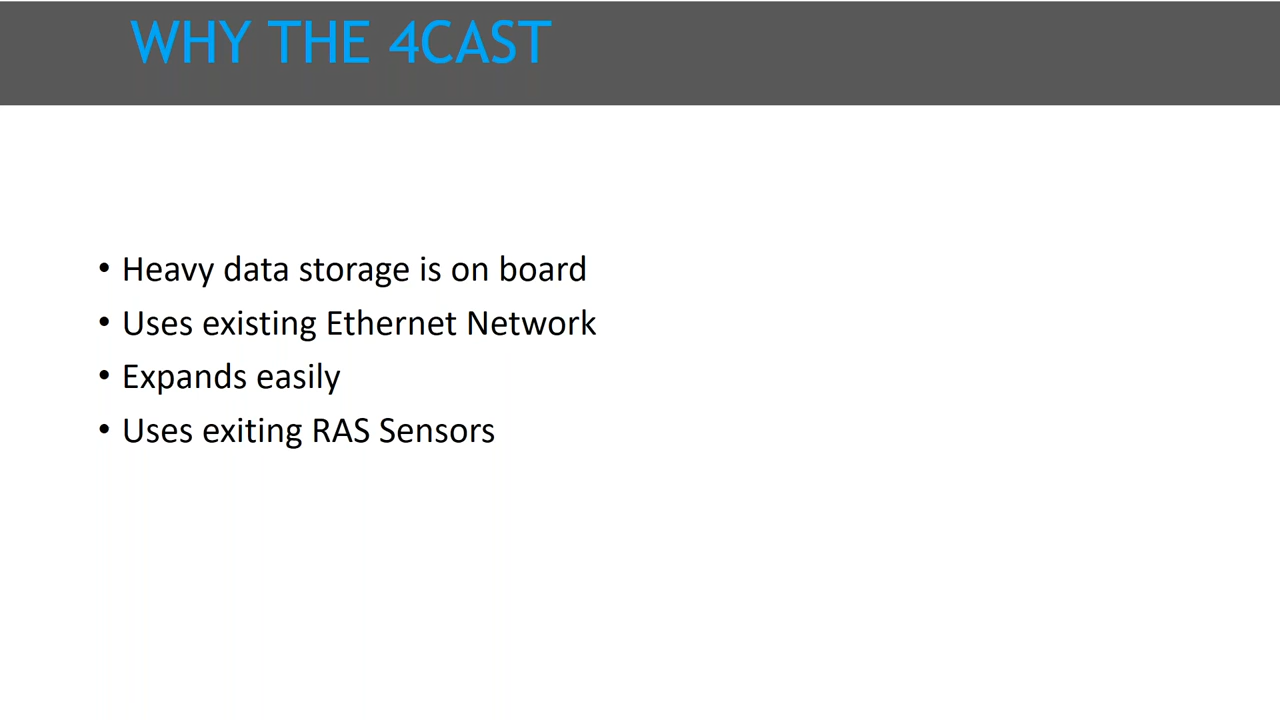 WHY THE 4CAST
• Heavy data storage is on board
• Uses existing Ethernet Network
• Expands easily
• Uses exiting RAS Sensors